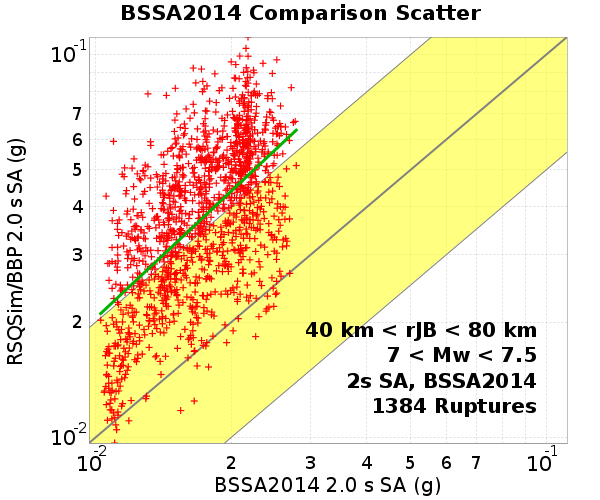 BSSA2014 Comparison Scatter
RSQSim/BBP 2.0 s SA (g)
10-1
7
6
5
4
3
2
10-2
40 km < rJB < 80 km
7 < Mw < 7.5
2s SA, BSSA2014
1384 Ruptures
10-2 2 3 4 5 6 7 10-1
BSSA2014 2.0 s SA (g)